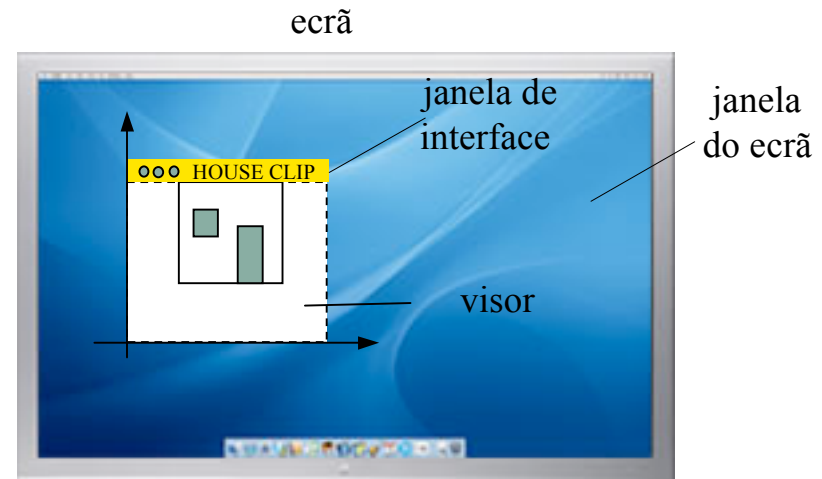 ecrã
janela de
interface
janela
do ecrã
HOUSE CLIP
visor